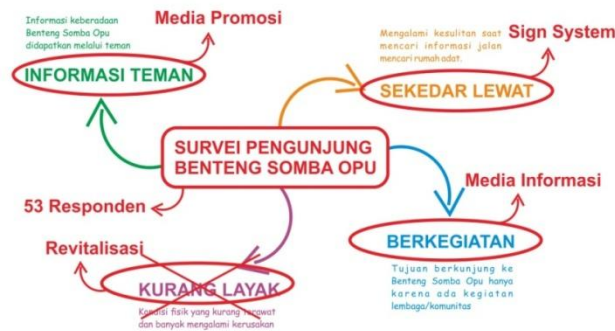 Informasi keberadaan
Benteng Somba Opu
didapatkan melalui teman
Media Promosi
INFORMASI TEMAN
Mengalami kesulitan saat
mencari informasi jalan
mencari rumah adat.
Sign System
SEKEDAR LEWAT
SURVEI PENGUNJUNG
BENTENG SOMBA OPU
53 Responden
Media Informasi
BERKEGIATAN
Tujuan berkunjung ke
Benteng Somba Opu hanya
karena ada kegiatan
lembaga/komunitas
Revitalisasi
KURANG LAYAK
Kondisi fisik yang kurang terawat
dan banyak mengalami kerusakan